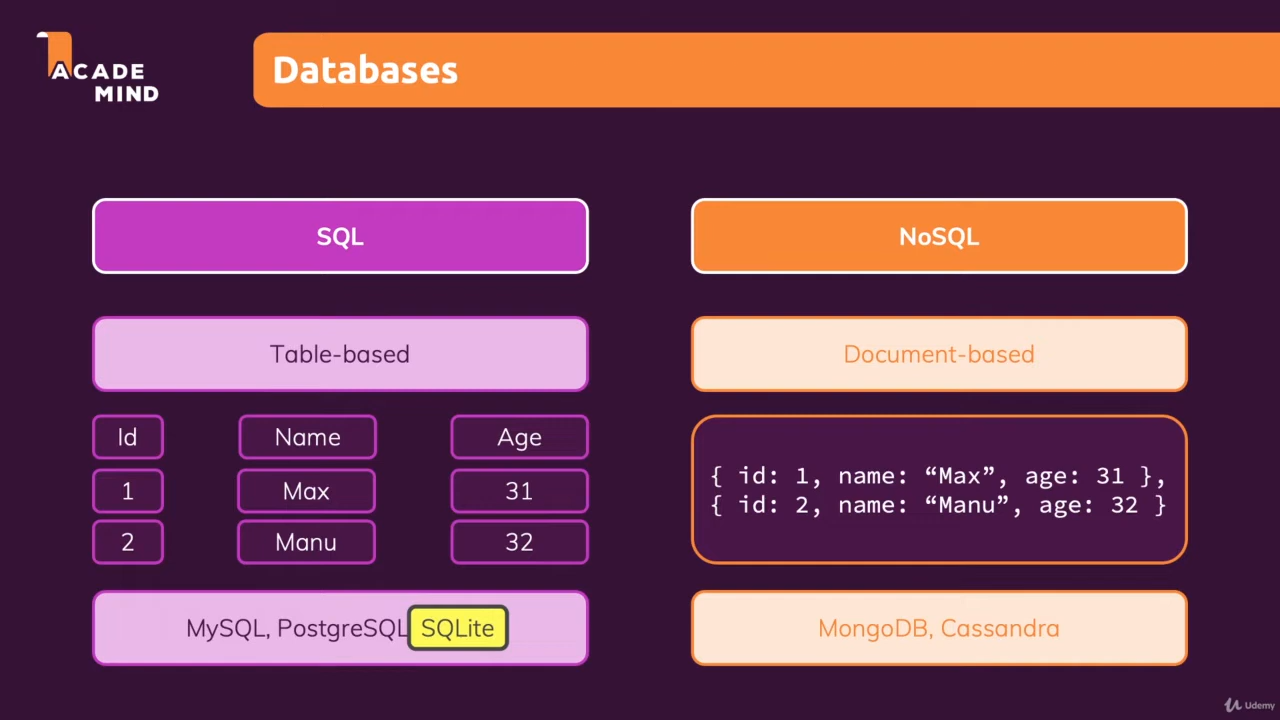 ACADE
MIND
Databases
SQL
NoSQL
Table-based
Document-based
Id Name Age
1 Max 31
2 Manu 32
{ id: 1, name: “Max”, age: 31 },
{ id: 2, name: “Manu”, age: 32 }
MySQL, PostgreSQL SQLite
MongoDB, Cassandra
Udemy